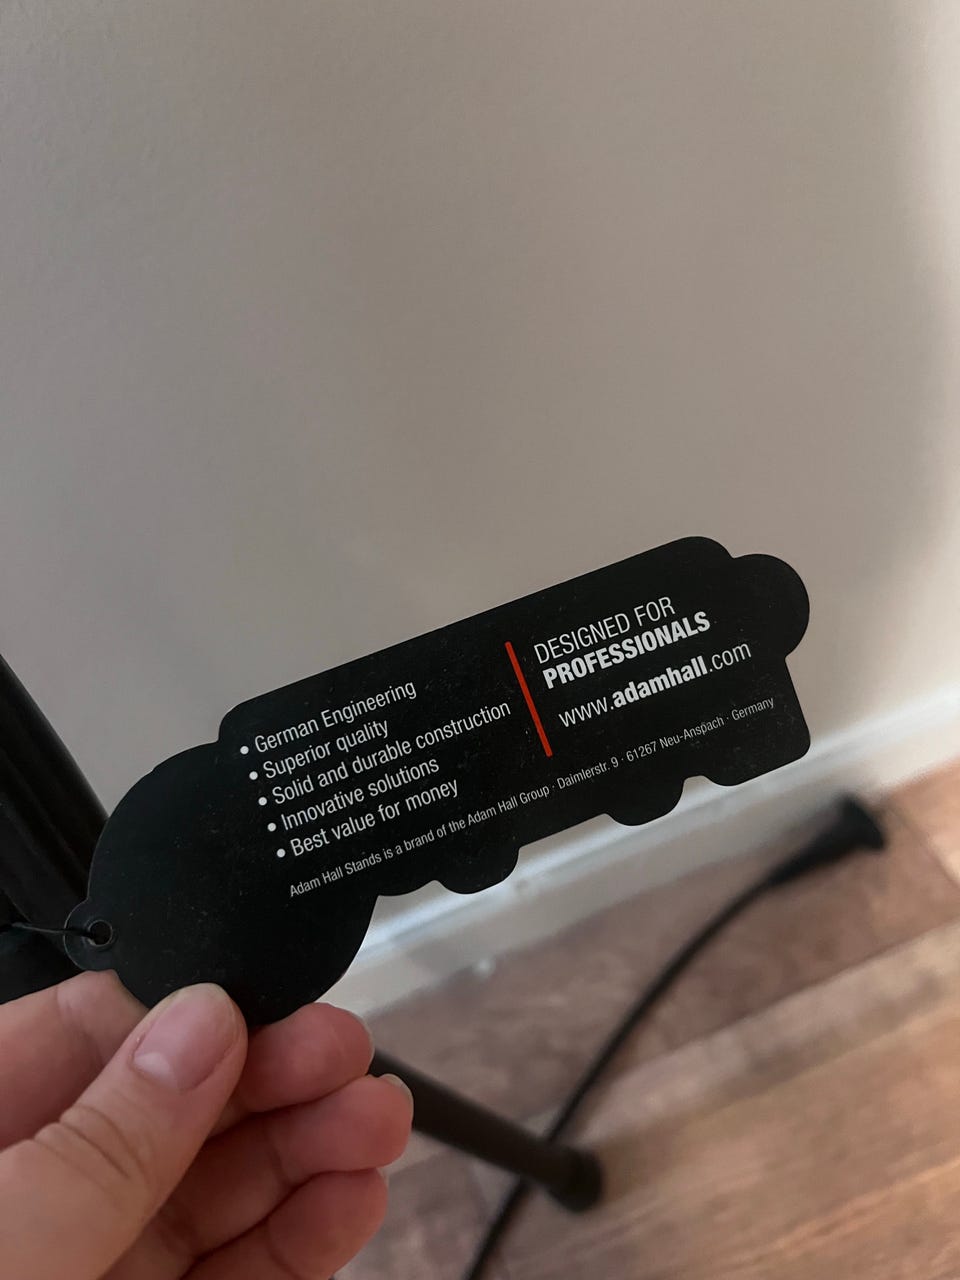 • German Engineering
• Superior quality
• Solid and durable construction
• Innovative solutions
• Best value for money
DESIGNED FOR
PROFESSIONALS
www.adamhall.com
Adam Hall Stands is a brand of the Adam Hall Group · Daimlerstr. 9 · 61267 Neu-Anspach · Germany